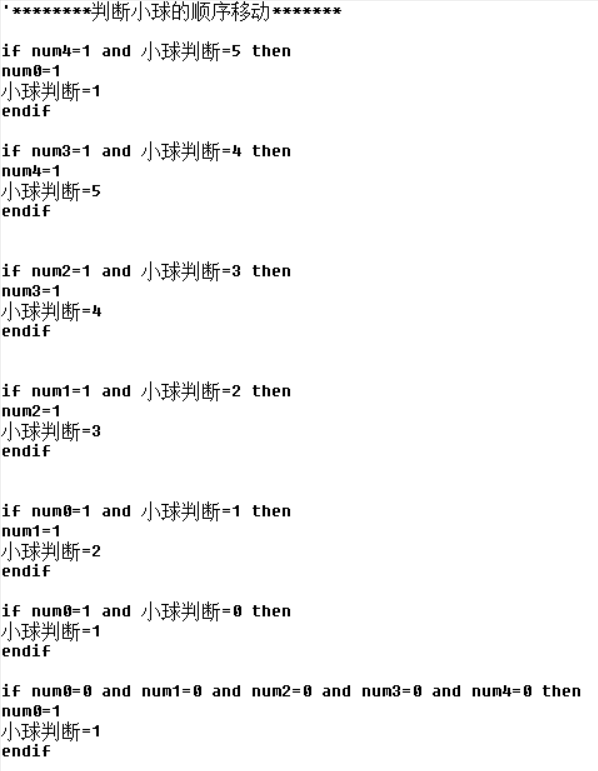 '********判断小球的顺序移动*******
if num4=1 and 小球判断=5 then
num0=1
小球判断=1
endif
if num3=1 and 小球判断=4 then
num4=1
小球判断=5
endif
if num2=1 and 小球判断=3 then
num3=1
小球判断=4
endif
if num1=1 and 小球判断=2 then
num2=1
小球判断=3
endif
if num0=1 and 小球判断=1 then
num1=1
小球判断=2
endif
if num0=1 and 小球判断=0 then
小球判断=1
endif
if num0=0 and num1=0 and num2=0 and num3=0 and num4=0 then
num0=1
小球判断=1
endif